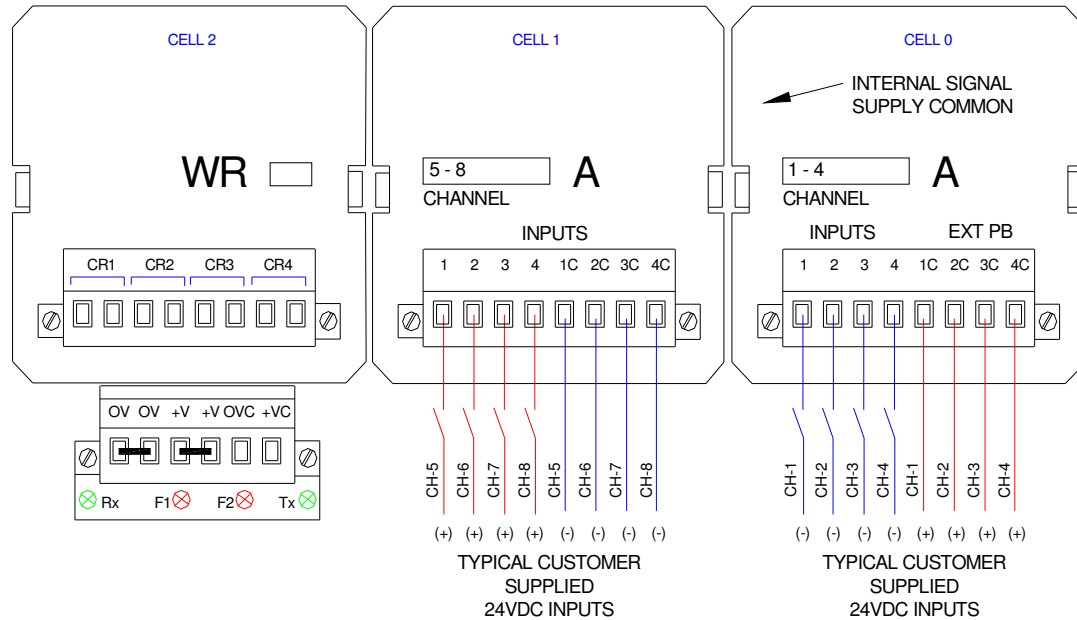 CELL 2
CELL 1
CELL 0
INTERNAL SIGNAL
SUPPLY COMMON
WR
5 - 8
A
CHANNEL
1 - 4
A
CHANNEL
INPUTS
INPUTS
EXT PB
CR1 CR2 CR3 CR4
1 2 3 4 1C 2C 3C 4C
1 2 3 4 1C 2C 3C 4C
OV OV +V +V OVC +VC
Rx F1 F2 Tx
CH-5 CH-6 CH-7 CH-8 CH-5 CH-6 CH-7 CH-8
(+) (+) (+) (+) (-) (-) (-) (-)
TYPICAL CUSTOMER
SUPPLIED
24VDC INPUTS
CH-1 CH-2 CH-3 CH-4 CH-1 CH-2 CH-3 CH-4
(-) (-) (-) (-) (+) (+) (+) (+)
TYPICAL CUSTOMER
SUPPLIED
24VDC INPUTS